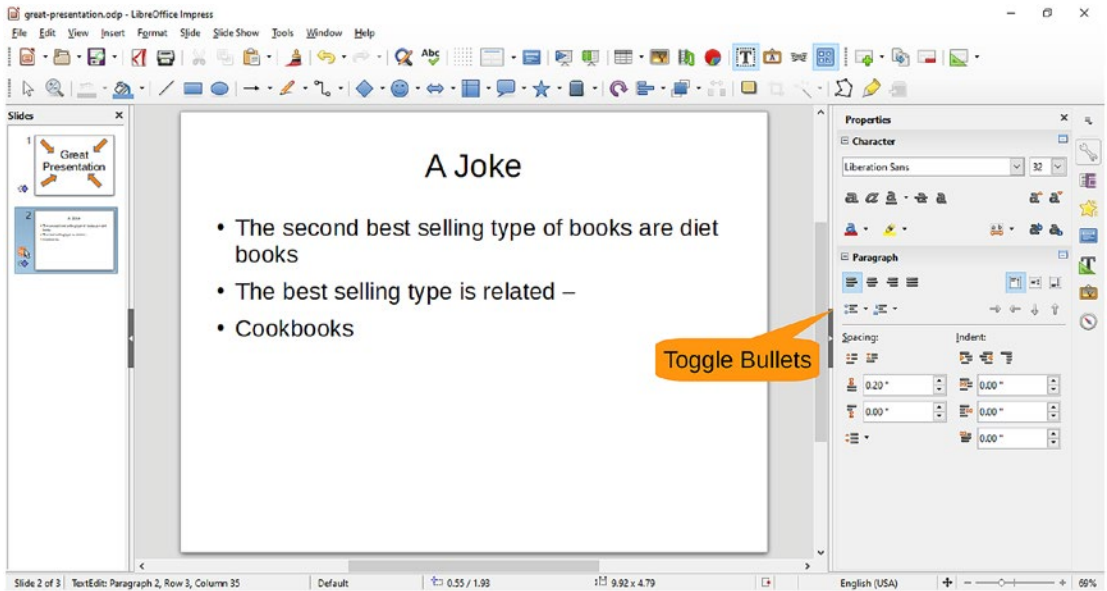 great-presentation.odp - LibreOffice Impress
File Edit View Insert Format Slide Slide Show Tools Window Help
Abc
Slides
1
Great
Presentation
2
A Joke
A Joke
• The second best selling type of books are diet
books
• The best selling type is related –
• Cookbooks
Toggle Bullets
Properties
Character
Liberation Sans 32
Paragraph
Spacing: Indent:
0.20 " 0.00 "
0.00 " 0.00 "
0.00 "
Slide 2 of 3 TextEdit: Paragraph 2, Row 3, Column 35 Default 0.55 / 1.93 9.92 x 4.79 English (USA) 69%